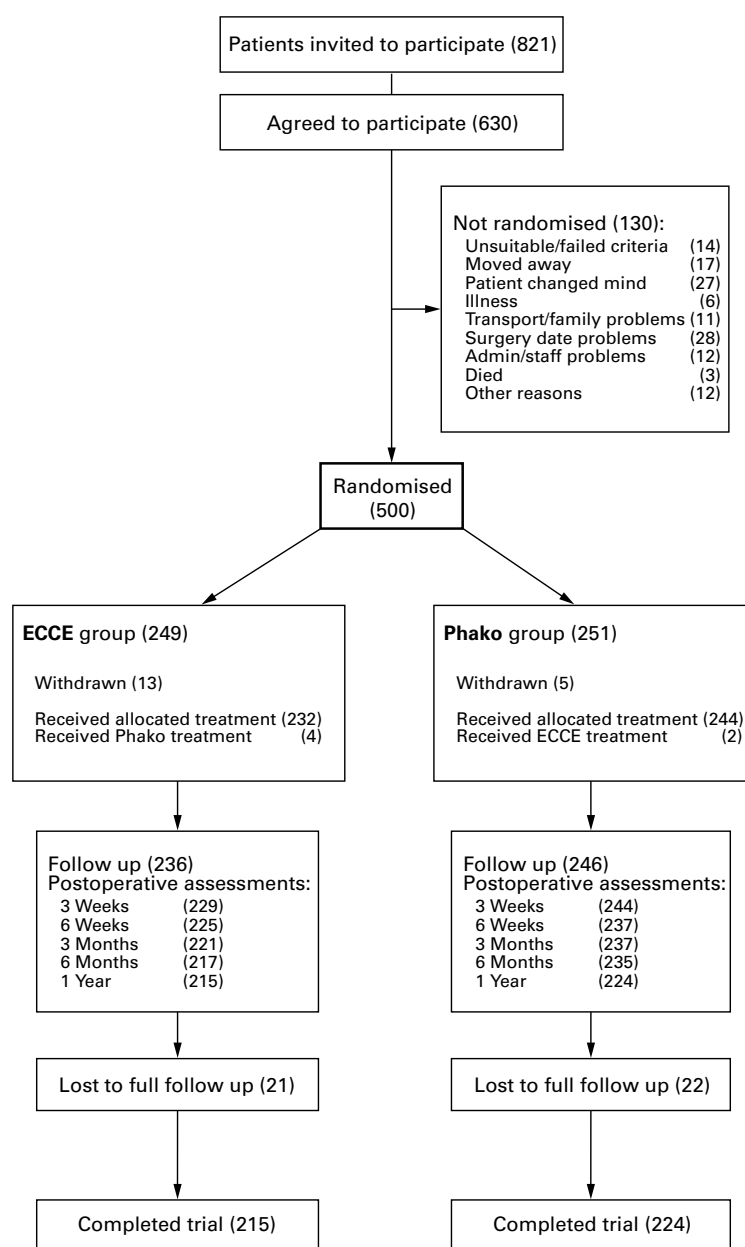 Patients invited to participate (821)
Agreed to participate (630)
Not randomised (130):
Unsuitable/failed criteria (14)
Moved away (17)
Patient changed mind (27)
Illness (6)
Transport/family problems (11)
Surgery date problems (28)
Admin/staff problems (12)
Died (3)
Other reasons (12)
Randomised
(500)
ECCE group (249)
Withdrawn (13)
Received allocated treatment (232)
Received Phako treatment (4)
Phako group (251)
Withdrawn (5)
Received allocated treatment (244)
Received ECCE treatment (2)
Follow up (236)
Postoperative assessments:
3 Weeks (229)
6 Weeks (225)
3 Months (221)
6 Months (217)
1 Year (215)
Follow up (246)
Postoperative assessments:
3 Weeks (244)
6 Weeks (237)
3 Months (237)
6 Months (235)
1 Year (224)
Lost to full follow up (21)
Lost to full follow up (22)
Completed trial (215)
Completed trial (224)